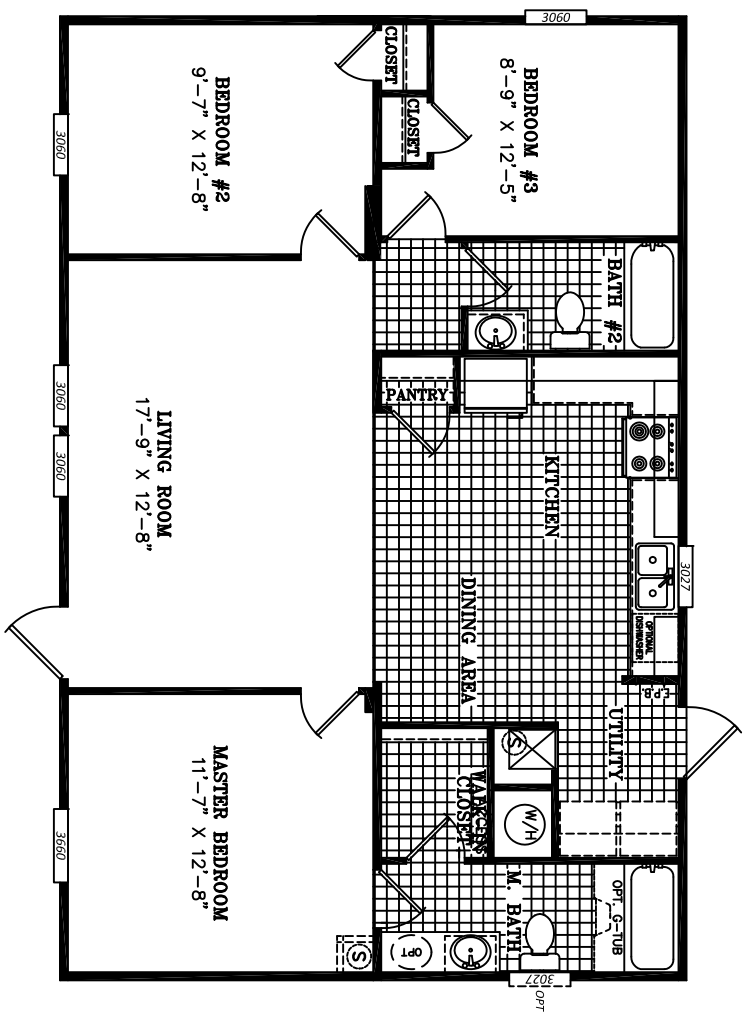 3060
CLOSET
CLOSET
BEDROOM #2
9'-7" X 12'-8"
BEDROOM #3
8'-9" X 12'-5"
3060
BATH #2
PANTRY
3060
3060
LIVING ROOM
17'-9" X 12'-8"
KITCHEN
3027
DINING AREA
OPTIONAL
DISHWASHER
E.P.B.
UTILITY
S
W/H
WALK-IN
CLOSET
MASTER BEDROOM
11'-7" X 12'-8"
3660
M. BATH
OPT. G-TUB
OPT
S
3027
OPT